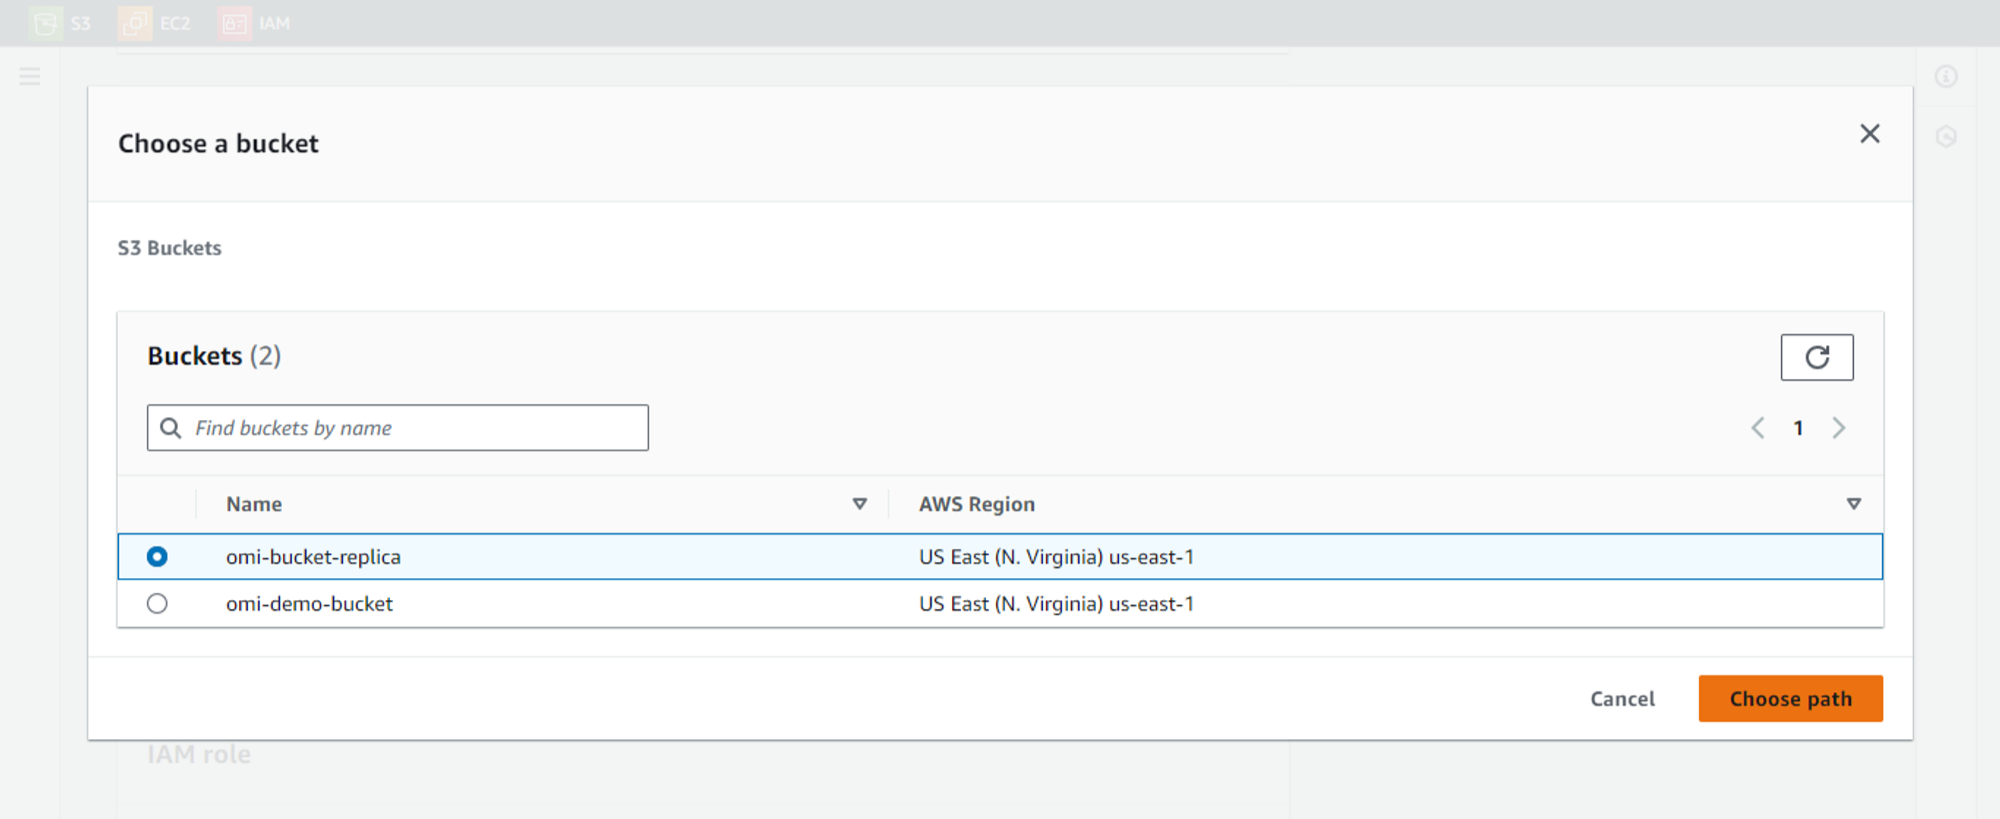 S3 EC2 IAM
Choose a bucket
S3 Buckets
Buckets (2)
Find buckets by name
1
Name AWS Region
omi-bucket-replica US East (N. Virginia) us-east-1
omi-demo-bucket US East (N. Virginia) us-east-1
Cancel Choose path
IAM role